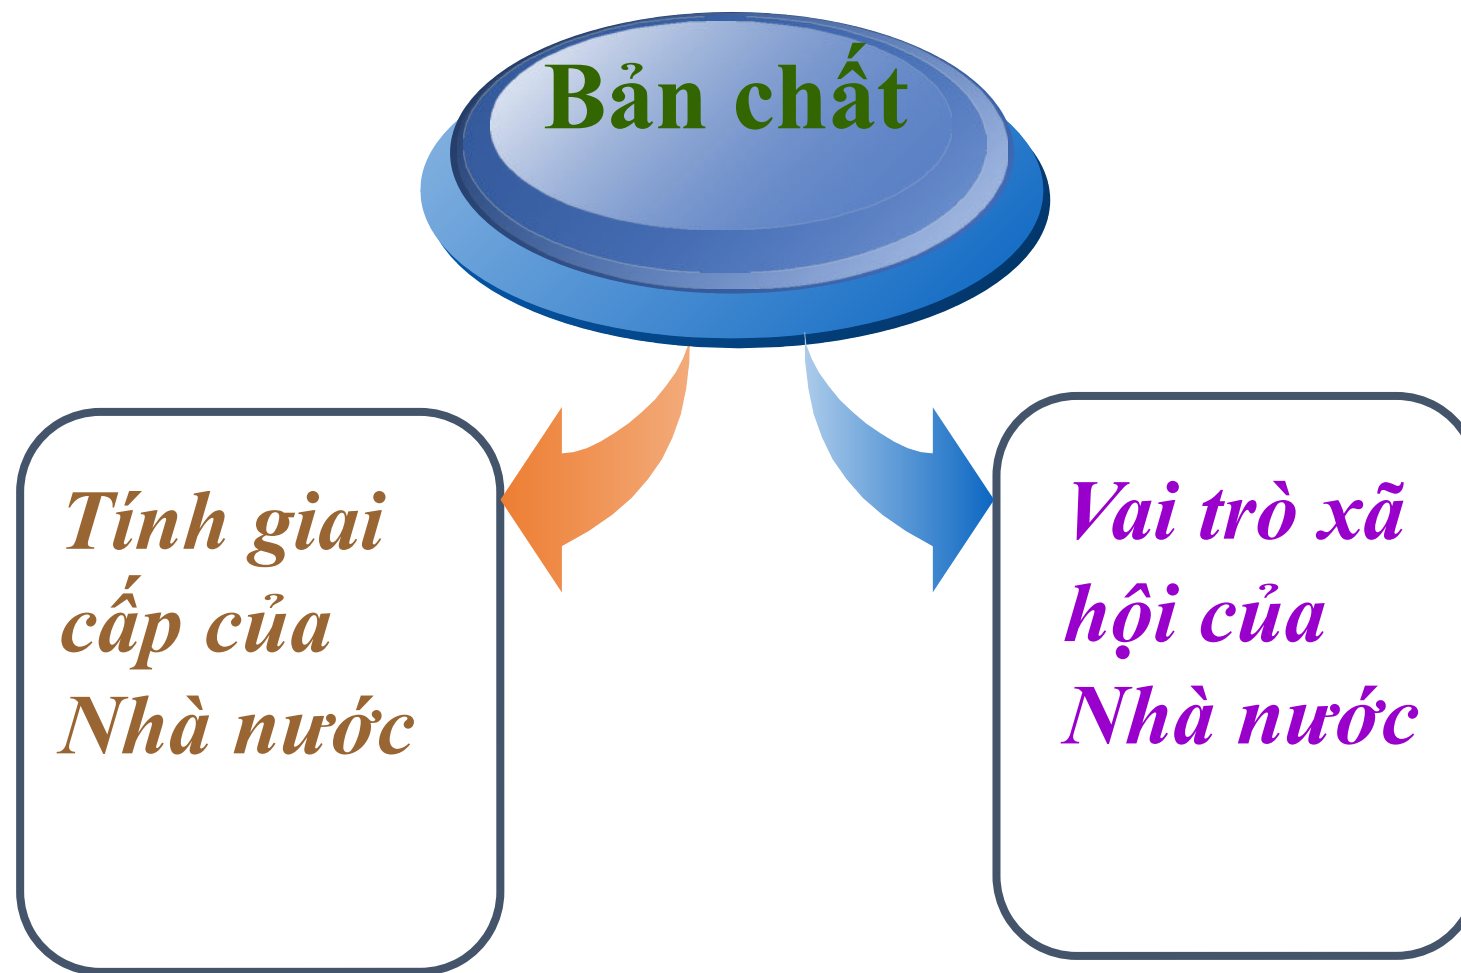 Bản chất
Tính giai
cấp của
Nhà nước
Vai trò xã
hội của
Nhà nước